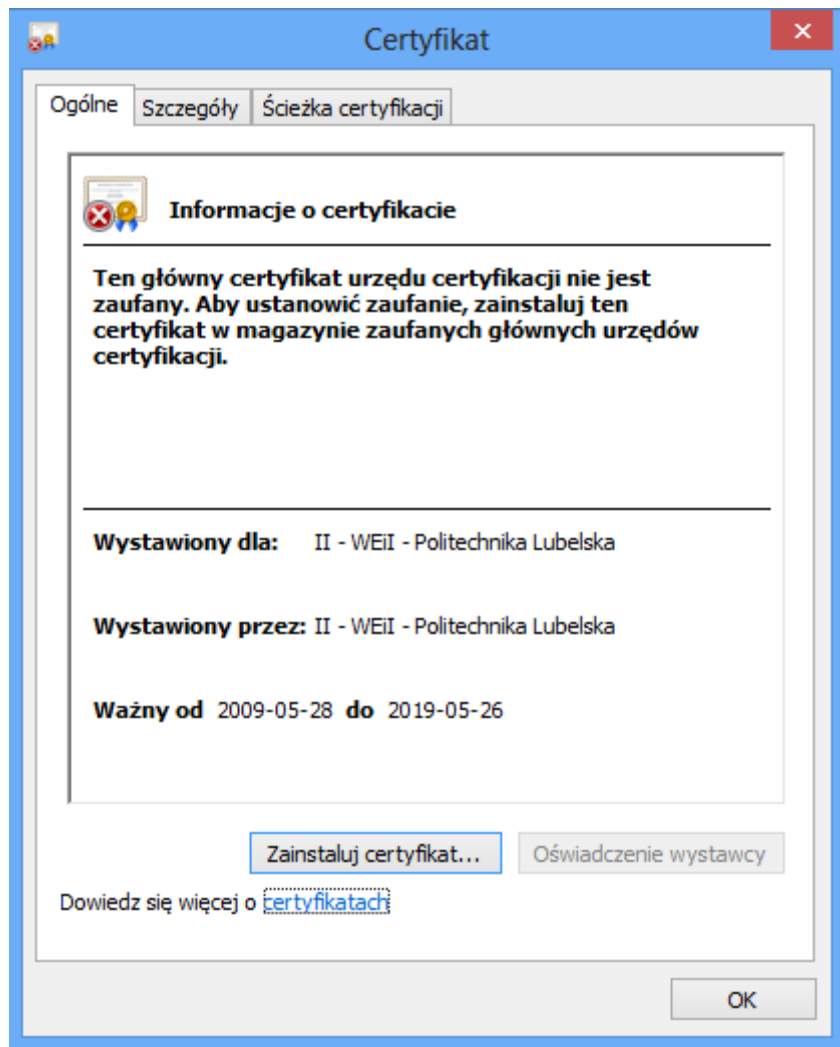 Certyfikat
Ogólne Szczegóły Ścieżka certyfikacji
Informacje o certyfikacie
Ten główny certyfikat urzędu certyfikacji nie jest
zaufany. Aby ustanowić zaufanie, zainstaluj ten
certyfikat w magazynie zaufanych głównych urzędów
certyfikacji.
Wystawiony dla: II - WEiI - Politechnika Lubelska
Wystawiony przez: II - WEiI - Politechnika Lubelska
Ważny od 2009-05-28 do 2019-05-26
Zainstaluj certyfikat... Oświadczenie wystawcy
Dowiedz się więcej o certyfikatach
OK